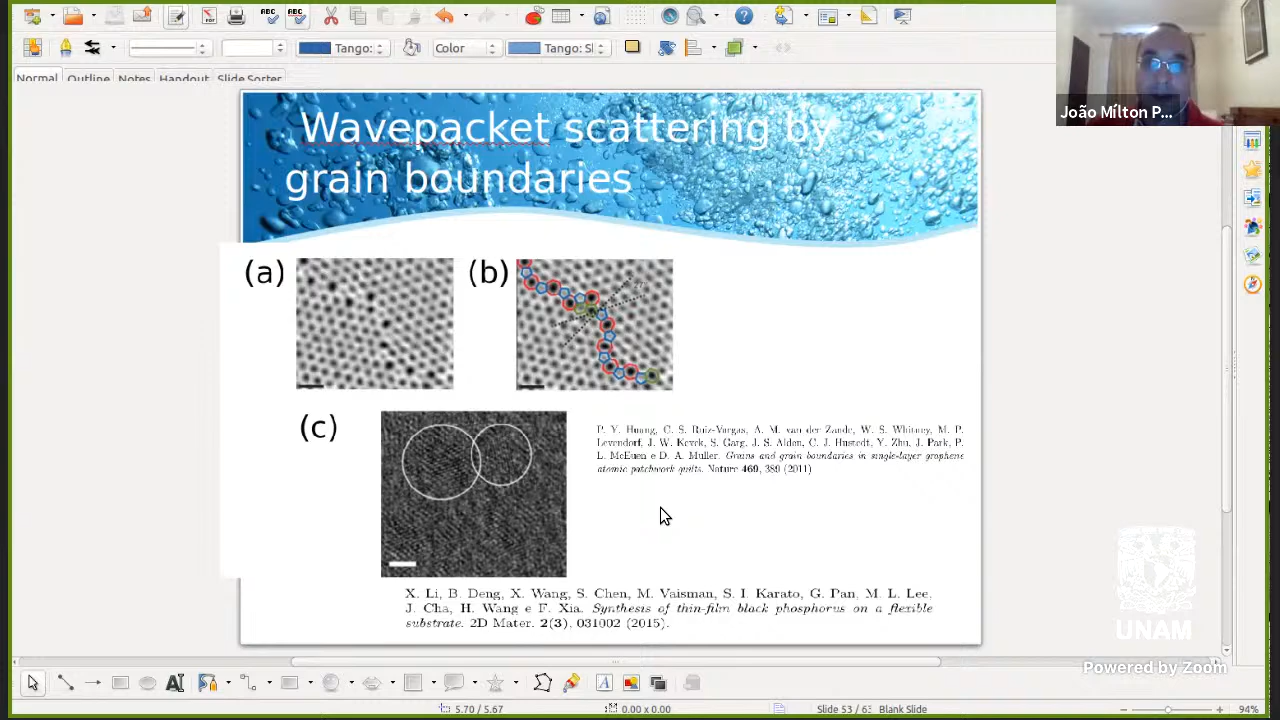 Tango:
Color
Tango: Sl
Normal
Outline
Notes
Handout
Slide Sorter
João Mílton P...
Wavepacket scattering by
grain boundaries
(a)
(b)
(c)
P. Y. Huang, C. S. Ruiz-Vargas, A. M. van der Zande, W. S. Whitney, M. P.
Levendorf, J. W. Kevek, S. Garg, J. S. Alden, C. J. Hustedt, Y. Zhu, J. Park, P.
L. McEuen e D. A. Muller. Grains and grain boundaries in single-layer graphene
atomic patchwork quilts. Nature 469, 389 (2011)
X. Li, B. Deng, X. Wang, S. Chen, M. Vaisman, S. I. Karato, G. Pan, M. L. Lee,
J. Cha, H. Wang e F. Xia. Synthesis of thin-film black phosphorus on a flexible
substrate. 2D Mater. 2(3), 031002 (2015).
UNAM
Powered by Zoom
5.70 / 5.67
0.00 x 0.00
Slide 53 / 63
Blank Slide
94%